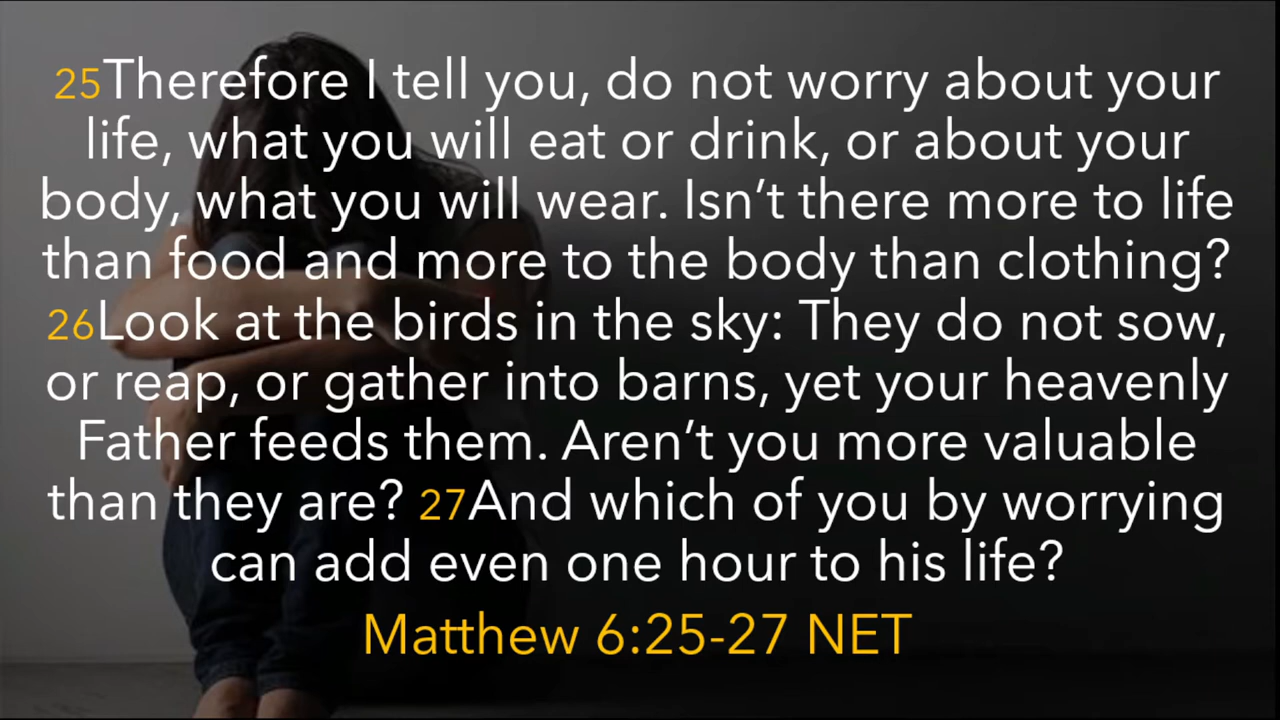 25Therefore I tell you, do not worry about your
life, what you will eat or drink, or about your
body, what you will wear. Isn’t there more to life
than food and more to the body than clothing?
26Look at the birds in the sky: They do not sow,
or reap, or gather into barns, yet your heavenly
Father feeds them. Aren’t you more valuable
than they are? 27And which of you by worrying
can add even one hour to his life?
Matthew 6:25-27 NET